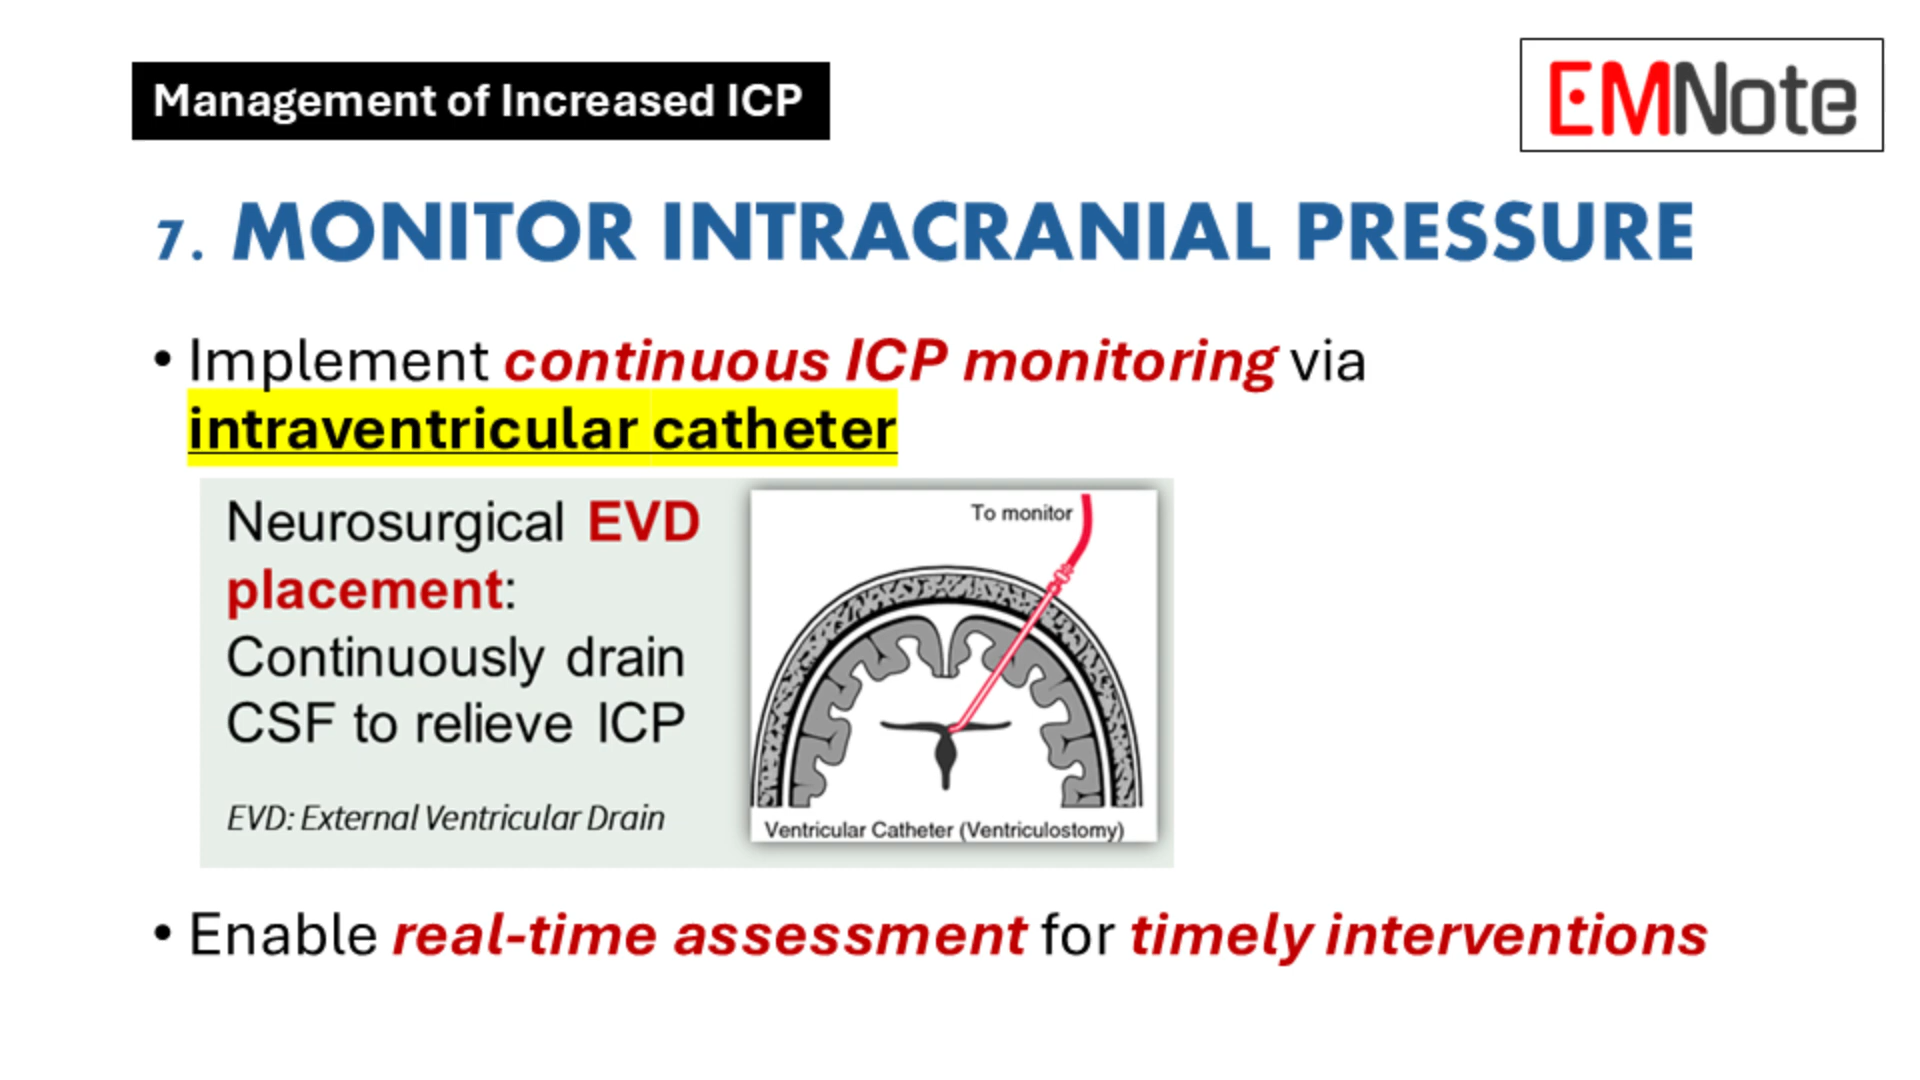 Management of Increased ICP
EMNote
7. MONITOR INTRACRANIAL PRESSURE
• Implement continuous ICP monitoring via
intraventricular catheter
Neurosurgical EVD
placement:
Continuously drain
CSF to relieve ICP
EVD: External Ventricular Drain
To monitor
Ventricular Catheter (Ventriculostomy)
• Enable real-time assessment for timely interventions